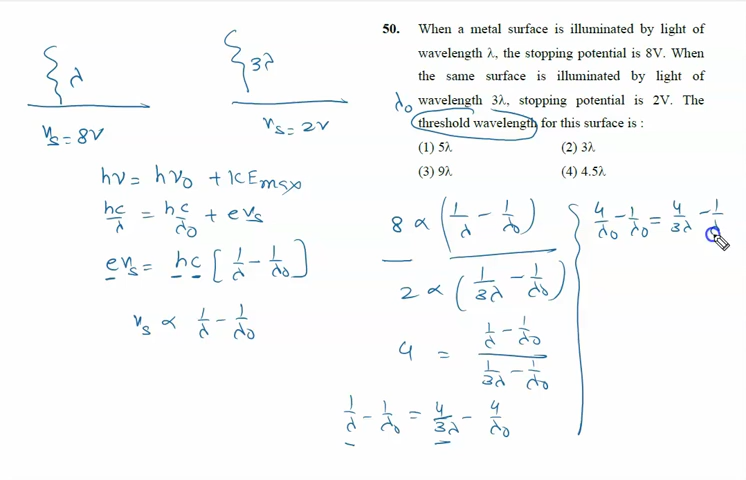 50. When a metal surface is illuminated by light of
wavelength λ, the stopping potential is 8V. When
the same surface is illuminated by light of
wavelength 3λ, stopping potential is 2V. The
threshold wavelength for this surface is :
(1) 5λ (2) 3λ
(3) 9λ (4) 4.5λ
λ0
λ
3λ
Vs = 8V
Vs = 2V
hν = hν0 + KEmax
hc/λ = hc/λ0 + eVs
eVs = hc [1/λ - 1/λ0]
Vs ∝ 1/λ - 1/λ0
8 ∝ (1/λ - 1/λ0)
2 ∝ (1/3λ - 1/λ0)
4 = (1/λ - 1/λ0) / (1/3λ - 1/λ0)
1/λ - 1/λ0 = 4/3λ - 4/λ0
4/λ0 - 1/λ0 = 4/3λ - 1/